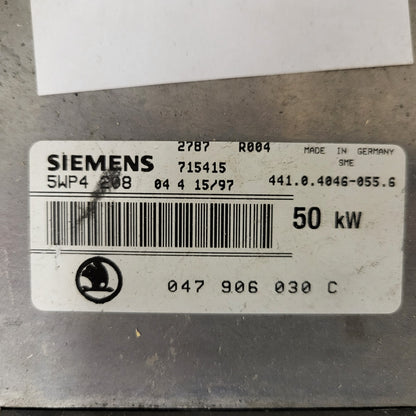 2787 R004 MADE IN GERMANY
SIEMENS 715415 SME
5WP4 208 04 4 15/97 441.0.4046-055.6
50 kW
047 906 030 C